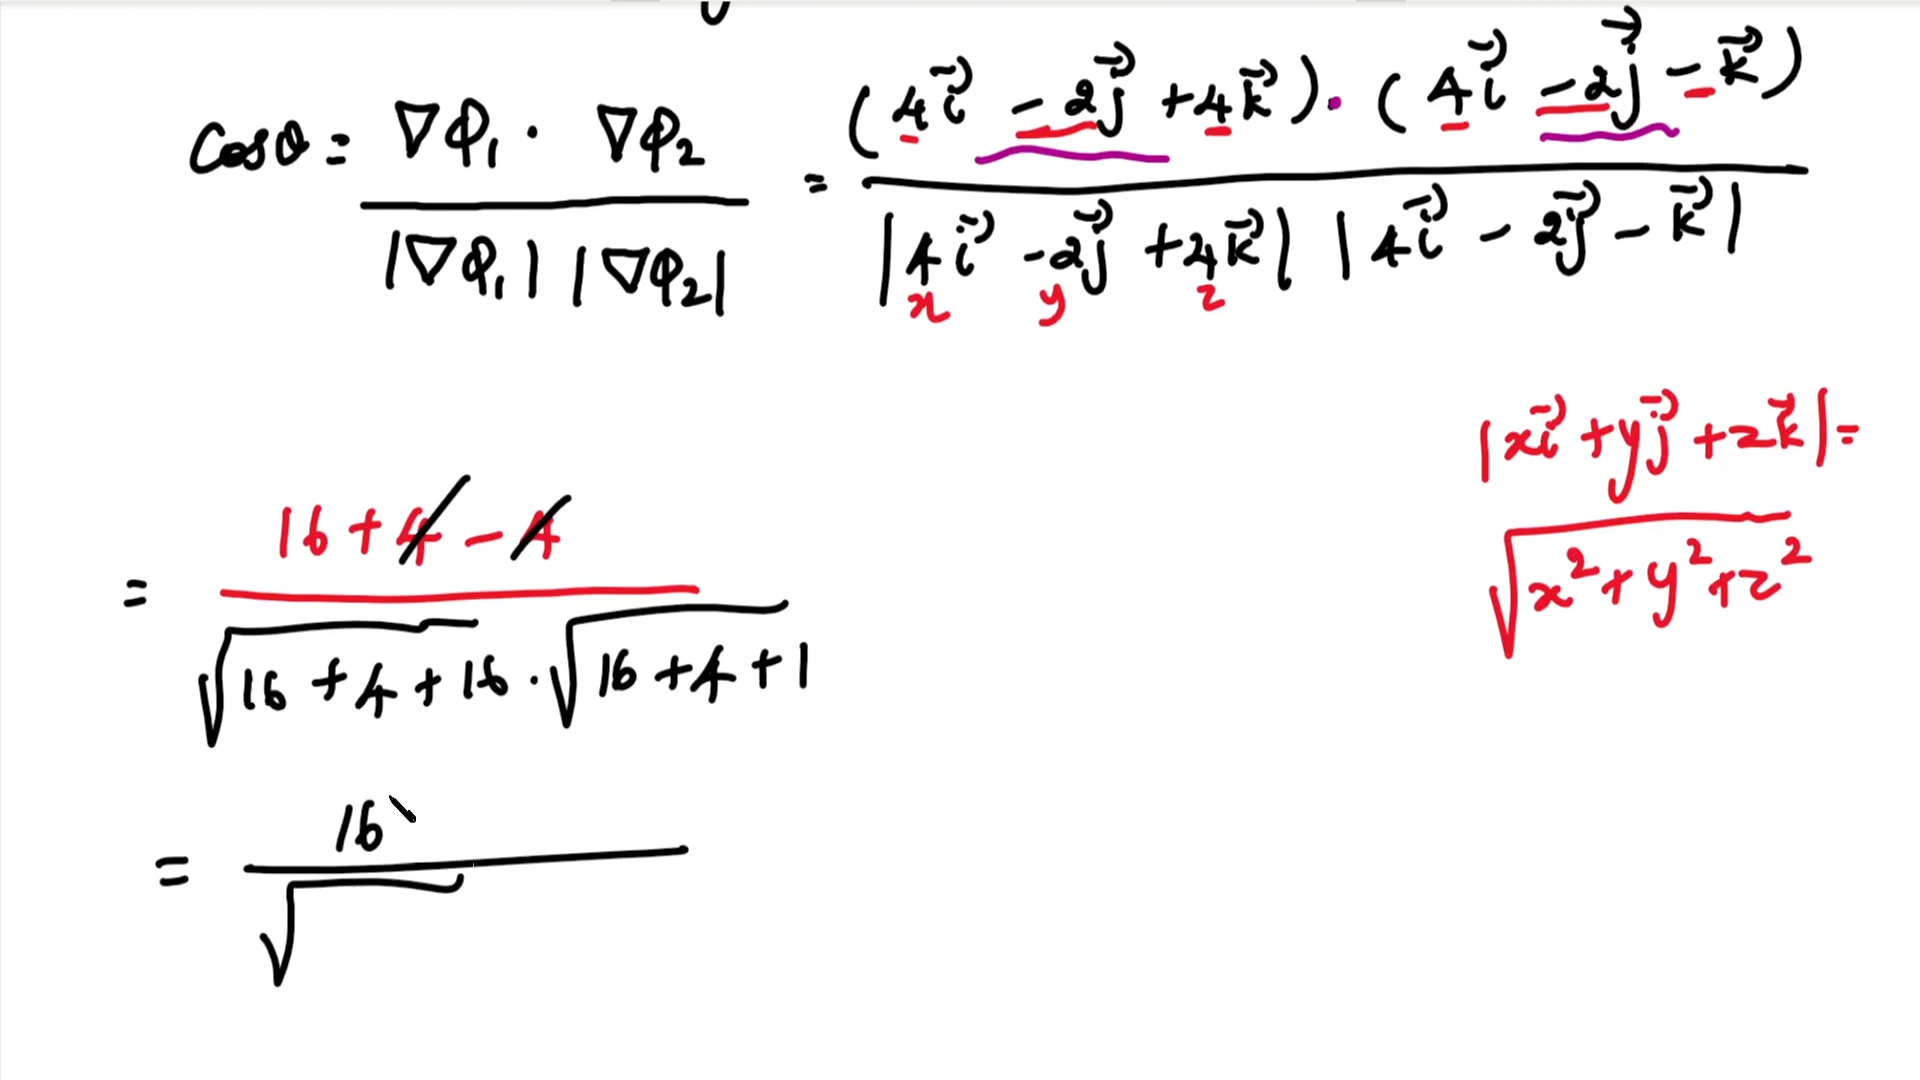 cosθ = ∇φ₁ · ∇φ₂ / |∇φ₁| |∇φ₂| = (4i⃗ − 2j⃗ + 4k⃗) · (4i⃗ − 2j⃗ − k⃗) / |4i⃗ − 2j⃗ + 4k⃗| |4i⃗ − 2j⃗ − k⃗|
x y z
|xi⃗ + yj⃗ + zk⃗| =
√(x² + y² + z²)
= 16 + 4 − 4 / √(16 + 4 + 16) · √(16 + 4 + 1)
= 16 / √